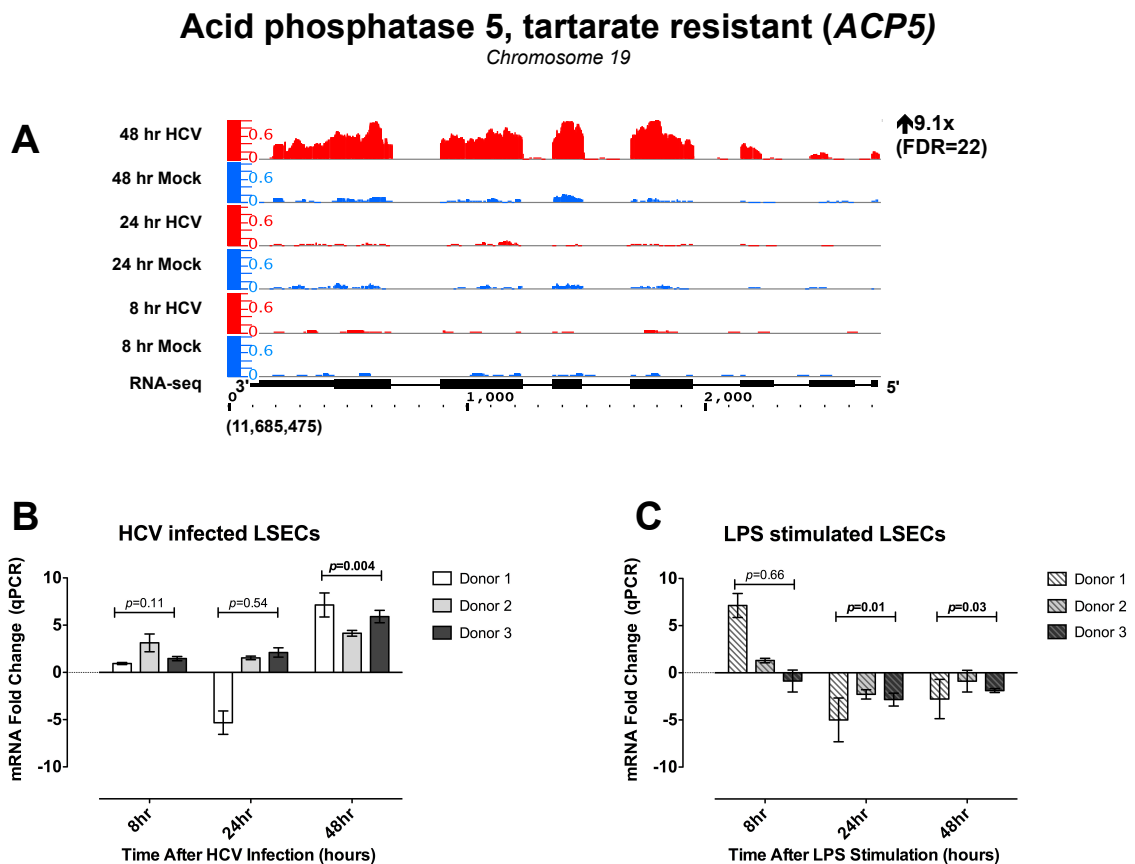 Acid phosphatase 5, tartarate resistant (ACP5)
Chromosome 19
A
48 hr HCV
0.6
0
↑9.1x
(FDR=22)
48 hr Mock
0.6
0
24 hr HCV
0.6
0
24 hr Mock
0.6
0
8 hr HCV
0.6
0
8 hr Mock
0.6
0
RNA-seq
3'
5'
0
1,000
2,000
(11,685,475)
B
HCV infected LSECs
mRNA Fold Change (qPCR)
10
5
0
-5
-10
p=0.11
p=0.54
p=0.004
Donor 1
Donor 2
Donor 3
8hr
24hr
48hr
Time After HCV Infection (hours)
C
LPS stimulated LSECs
mRNA Fold Change (qPCR)
10
5
0
-5
-10
p=0.66
p=0.01
p=0.03
Donor 1
Donor 2
Donor 3
8hr
24hr
48hr
Time After LPS Stimulation (hours)